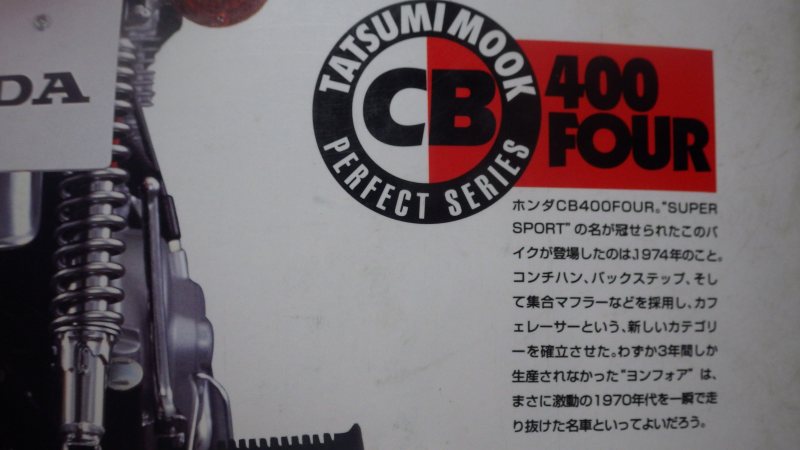 TATSUMI MOOK
CB
PERFECT SERIES
400
FOUR
DA
ホンダCB400FOUR。“SUPER
SPORT”の名が冠せられたこのバ
イクが登場したのは、1974年のこと。
コンチハン、バックステップ、そし
て集合マフラーなどを採用し、カフ
ェレーサーという、新しいカテゴリ
ーを確立させた。わずか3年間しか
生産されなかった“ヨンフォア”は、
まさに激動の1970年代を一瞬で走
り抜けた名車といってよいだろう。